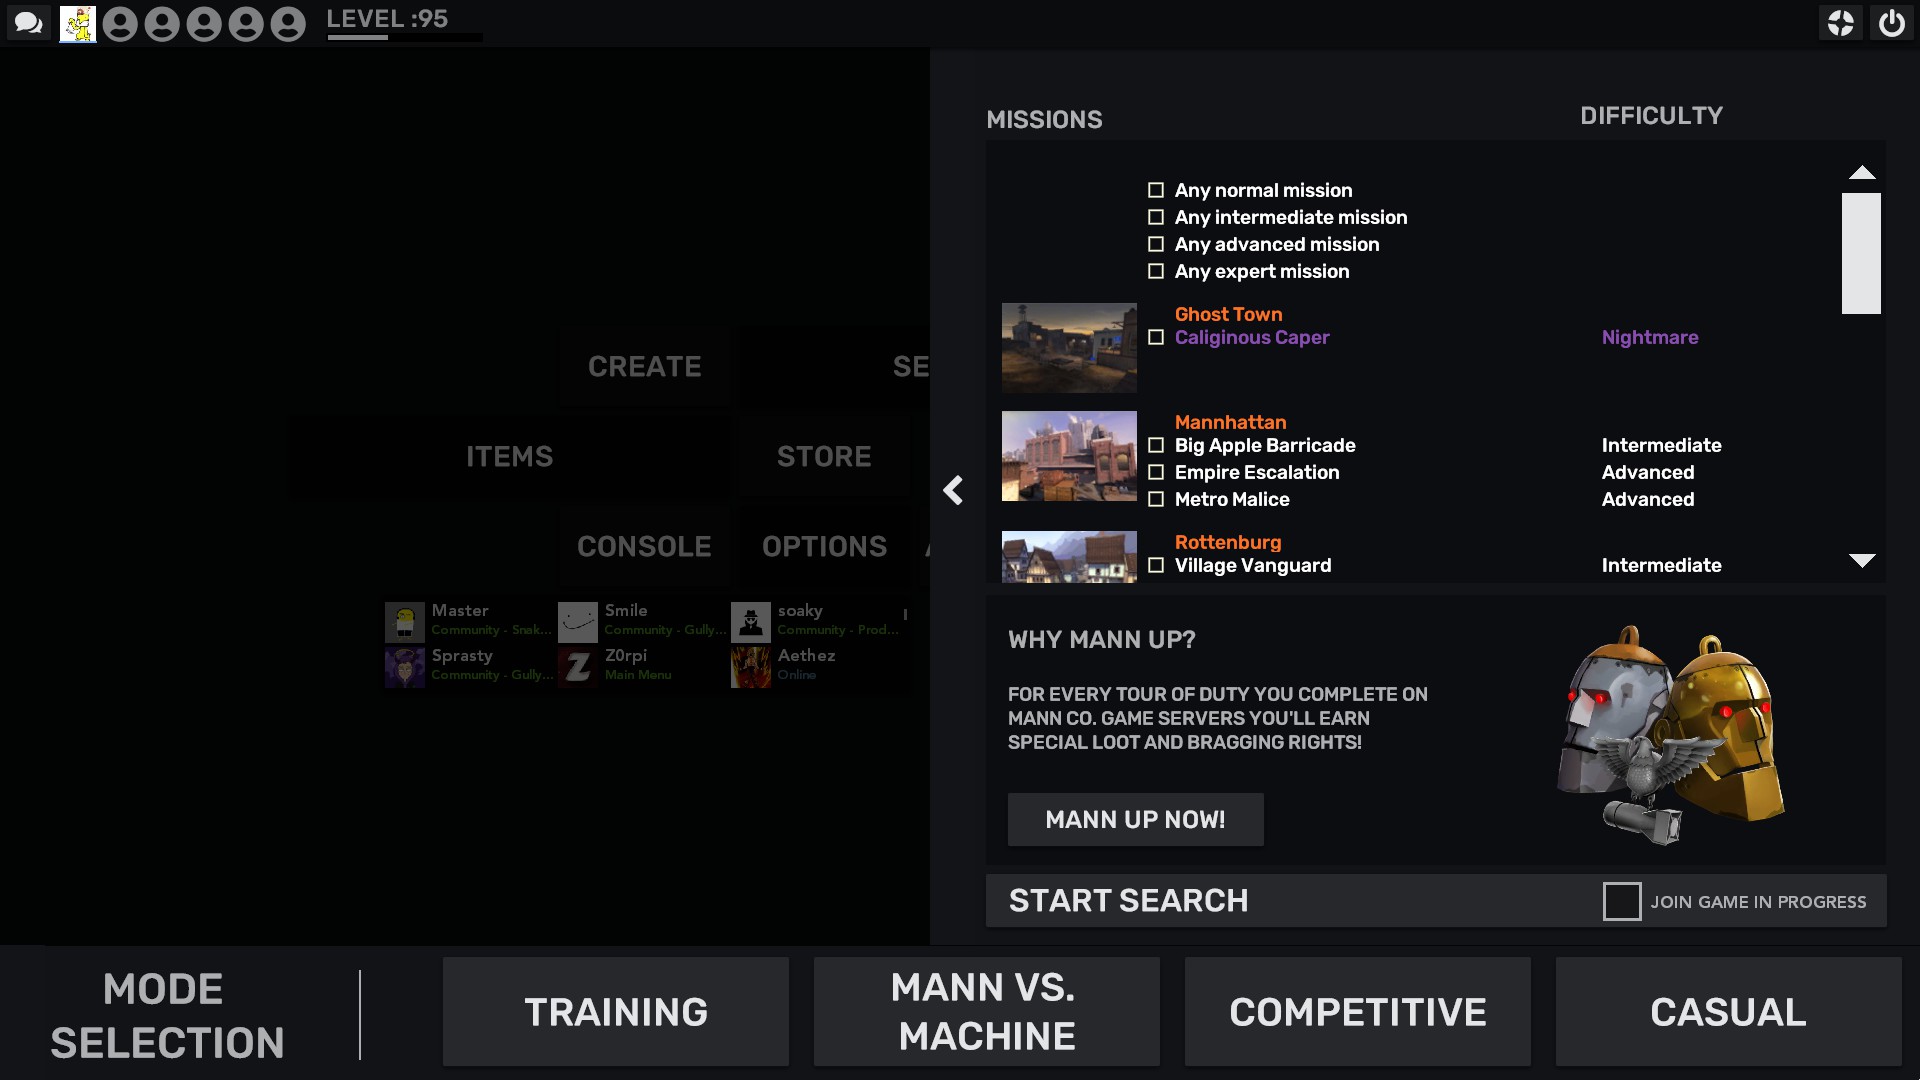 LEVEL :95
MISSIONS
DIFFICULTY
Any normal mission
Any intermediate mission
Any advanced mission
Any expert mission
Ghost Town
Caliginous Caper
Nightmare
Mannhattan
Big Apple Barricade
Intermediate
Empire Escalation
Advanced
Metro Malice
Advanced
Rottenburg
Village Vanguard
Intermediate
CREATE
SE
ITEMS
STORE
CONSOLE
OPTIONS
Master
Community - Snak...
Smile
Community - Gully...
soaky
Community - Prod...
Sprasty
Community - Gully...
Z
Z0rpi
Main Menu
Aethez
Online
WHY MANN UP?
FOR EVERY TOUR OF DUTY YOU COMPLETE ON
MANN CO. GAME SERVERS YOU'LL EARN
SPECIAL LOOT AND BRAGGING RIGHTS!
MANN UP NOW!
START SEARCH
JOIN GAME IN PROGRESS
MODE
SELECTION
TRAINING
MANN VS.
MACHINE
COMPETITIVE
CASUAL